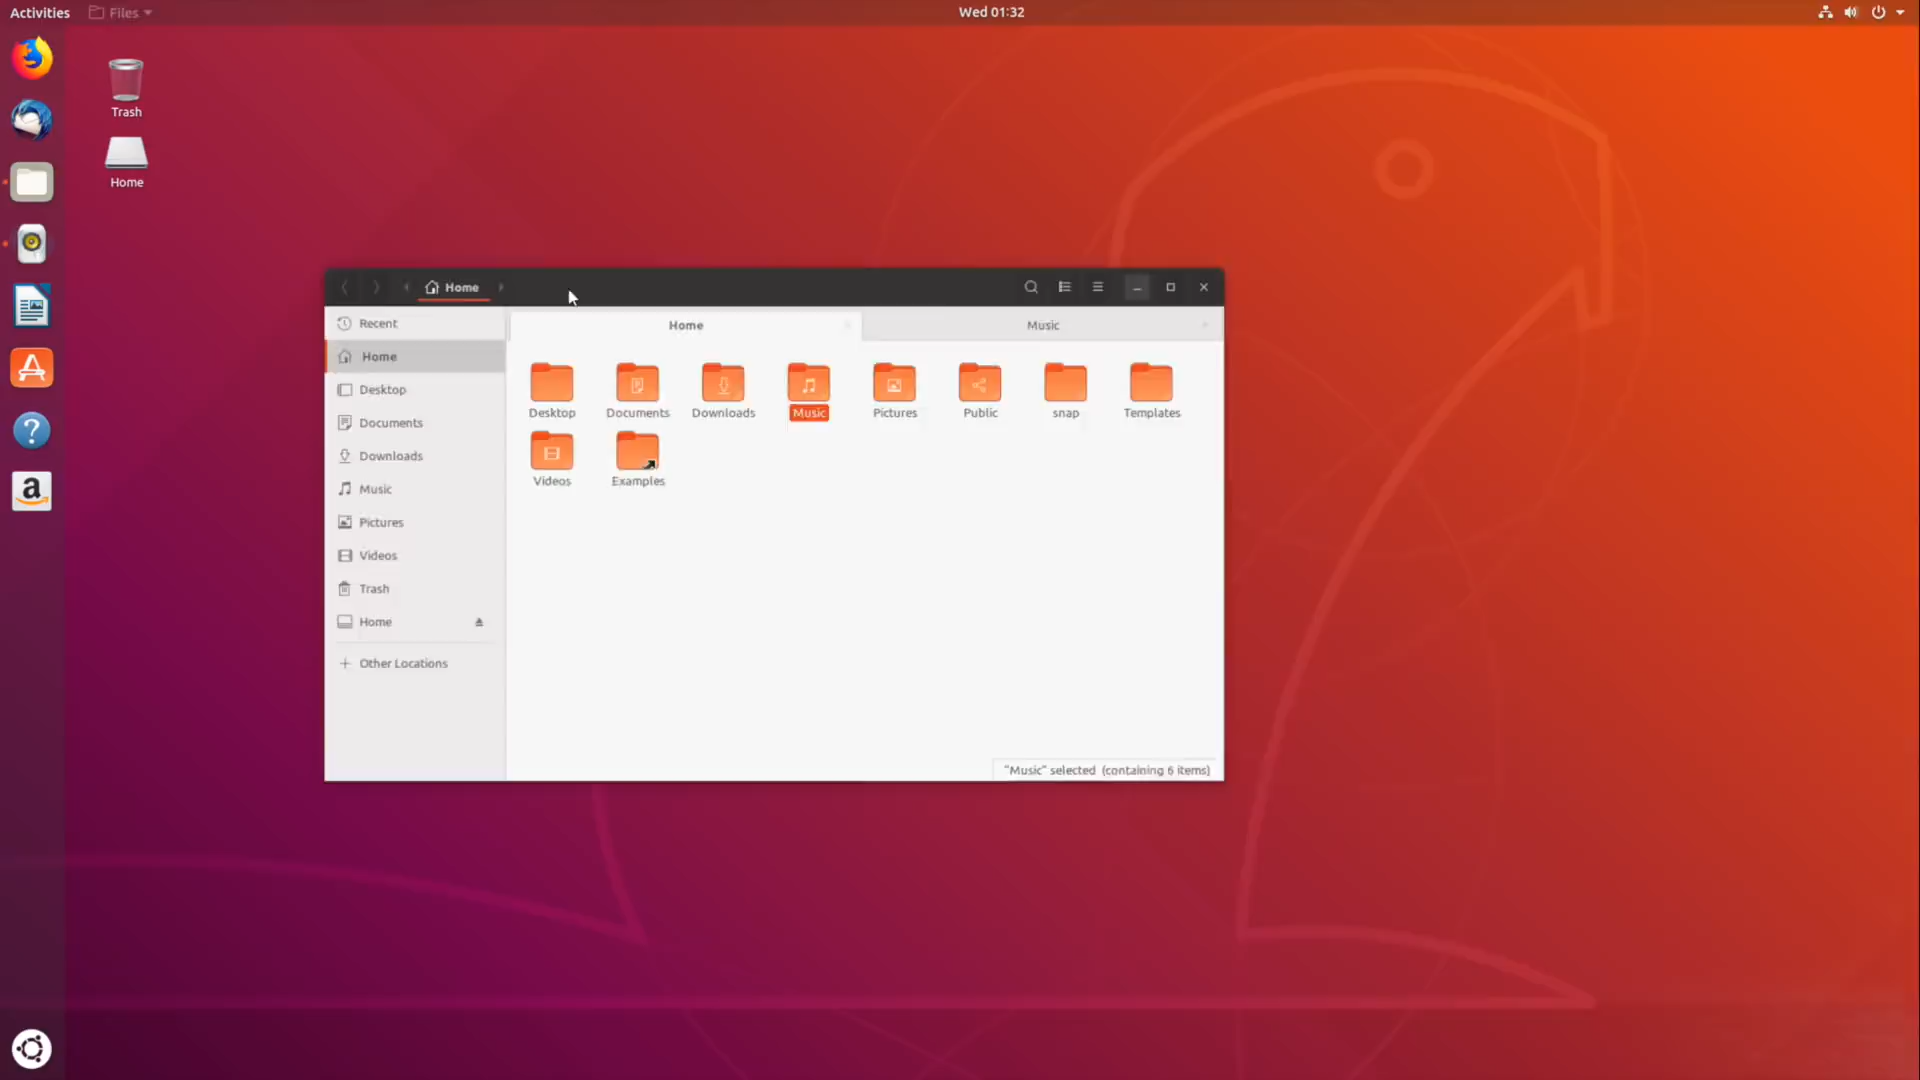 Activities Files Wed 01:32
Trash
Home
Home
Recent
Home
Desktop
Documents
Downloads
Music
Pictures
Videos
Trash
Home
Other Locations
Home Music
Desktop Documents Downloads Music Pictures Public snap Templates
Videos Examples
"Music" selected (containing 6 items)
?
a